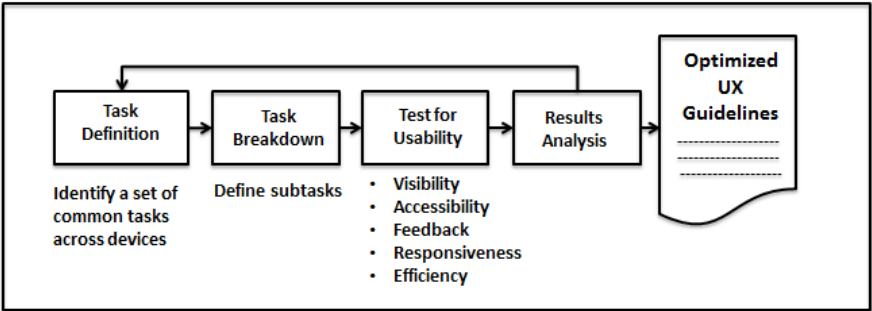 Task
Definition
Task
Breakdown
Test for
Usability
Results
Analysis
Optimized
UX
Guidelines
Identify a set of
common tasks
across devices
Define subtasks
• Visibility
• Accessibility
• Feedback
• Responsiveness
• Efficiency